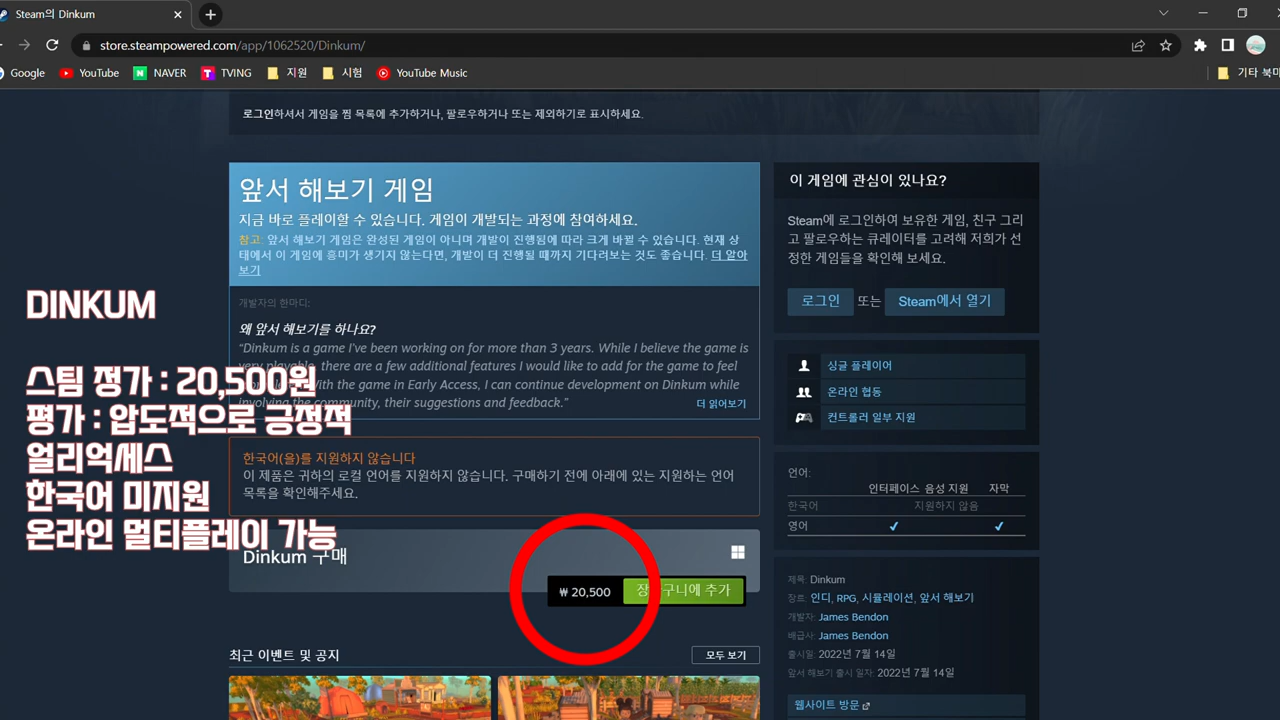 Steam의 Dinkum
store.steampowered.com/app/1062520/Dinkum/
Google YouTube NAVER TVING 지원 시험 YouTube Music
로그인하셔서 게임을 찜 목록에 추가하거나, 팔로우하거나 또는 제외하기로 표시하세요.
앞서 해보기 게임
지금 바로 플레이할 수 있습니다. 게임이 개발되는 과정에 참여하세요.
참고: 앞서 해보기 게임은 완성된 게임이 아니며 개발이 진행됨에 따라 크게 바뀔 수 있습니다. 현재 상
태에서 이 게임에 흥미가 생기지 않는다면, 개발이 더 진행될 때까지 기다려보는 것도 좋습니다. 더 알아
보기
개발자의 한마디:
왜 앞서 해보기를 하나요?
“Dinkum is a game I've been working on for more than 3 years. While I believe the game is
very playable, there are a few additional features I would like to add for the game to feel
With the game in Early Access, I can continue development on Dinkum while
involving the community, their suggestions and feedback.”
더 읽어보기
DINKUM
스팀 정가 : 20,500원
평가 : 압도적으로 긍정적
얼리억세스
한국어 미지원
온라인 멀티플레이 가능
한국어(을)를 지원하지 않습니다
이 제품은 귀하의 로컬 언어를 지원하지 않습니다. 구매하기 전에 아래에 있는 지원하는 언어
목록을 확인해주세요.
Dinkum 구매
₩ 20,500
장바구니에 추가
최근 이벤트 및 공지
모두 보기
이 게임에 관심이 있나요?
Steam에 로그인하여 보유한 게임, 친구 그리
고 팔로우하는 큐레이터를 고려해 저희가 선
정한 게임들을 확인해 보세요.
로그인 또는 Steam에서 열기
싱글 플레이어
온라인 협동
컨트롤러 일부 지원
언어:
인터페이스 음성 지원 자막
한국어 지원하지 않음
영어 ✔ ✔
제목: Dinkum
장르: 인디, RPG, 시뮬레이션, 앞서 해보기
개발자: James Bendon
배급사: James Bendon
출시일: 2022년 7월 14일
앞서 해보기 출시 일자: 2022년 7월 14일
웹사이트 방문